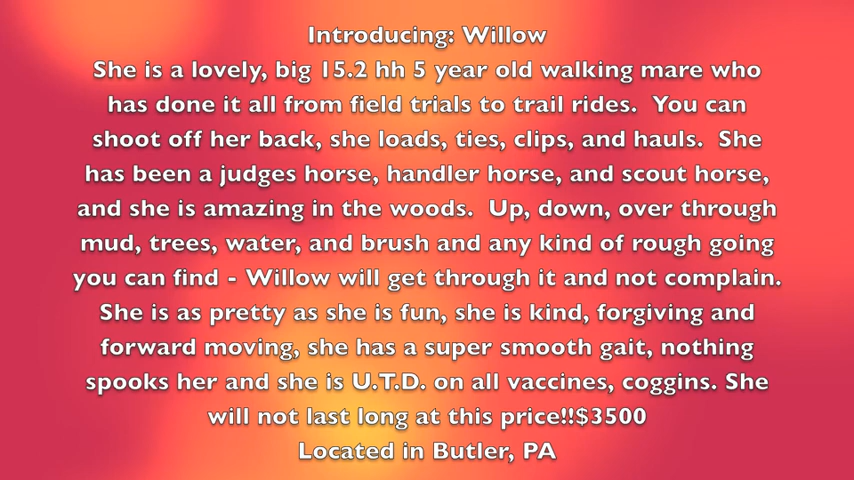 Introducing: Willow
She is a lovely, big 15.2 hh 5 year old walking mare who
has done it all from field trials to trail rides.  You can
shoot off her back, she loads, ties, clips, and hauls.  She
has been a judges horse, handler horse, and scout horse,
and she is amazing in the woods.  Up, down, over through
mud, trees, water, and brush and any kind of rough going
you can find - Willow will get through it and not complain.
She is as pretty as she is fun, she is kind, forgiving and
forward moving, she has a super smooth gait, nothing
spooks her and she is U.T.D. on all vaccines, coggins. She
will not last long at this price!!$3500
Located in Butler, PA